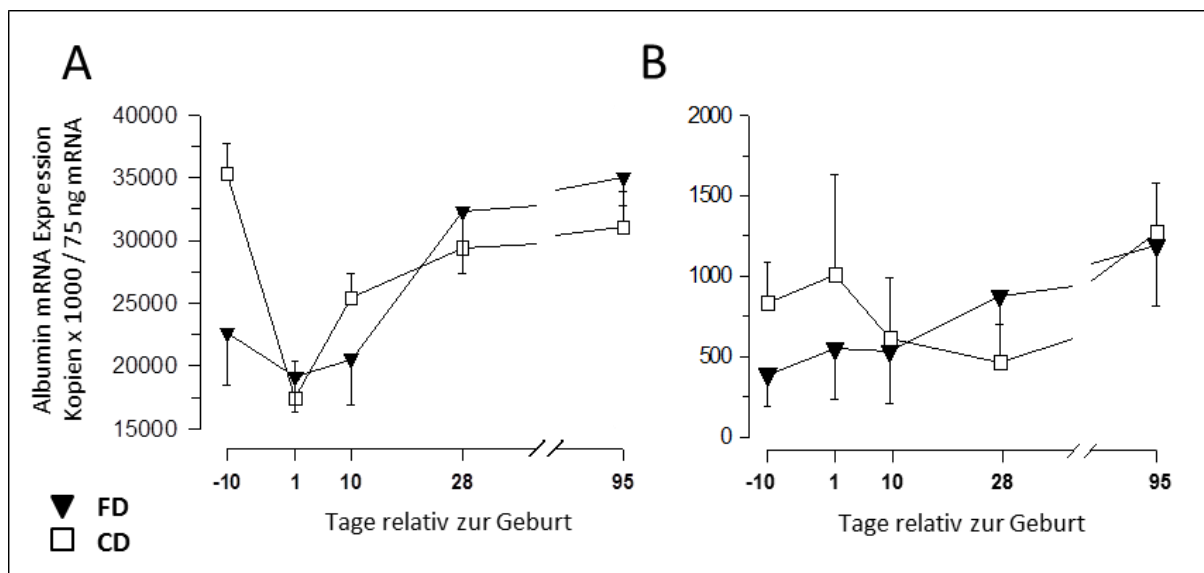 A
Albumin mRNA Expression
Kopien x 1000 / 75 ng mRNA
40000
35000
30000
25000
20000
15000
-10 1 10 28 95
Tage relativ zur Geburt
B
2000
1500
1000
500
0
-10 1 10 28 95
Tage relativ zur Geburt
FD
CD